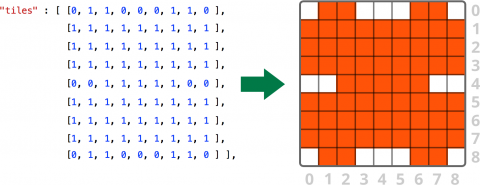 "tiles" : [ [0, 1, 1, 0, 0, 0, 1, 1, 0 ],
[1, 1, 1, 1, 1, 1, 1, 1, 1 ],
[1, 1, 1, 1, 1, 1, 1, 1, 1 ],
[1, 1, 1, 1, 1, 1, 1, 1, 1 ],
[0, 0, 1, 1, 1, 1, 1, 0, 0 ],
[1, 1, 1, 1, 1, 1, 1, 1, 1 ],
[1, 1, 1, 1, 1, 1, 1, 1, 1 ],
[1, 1, 1, 1, 1, 1, 1, 1, 1 ],
[0, 1, 1, 0, 0, 0, 1, 1, 0 ] ],
0
1
2
3
4
5
6
7
8
0 1 2 3 4 5 6 7 8